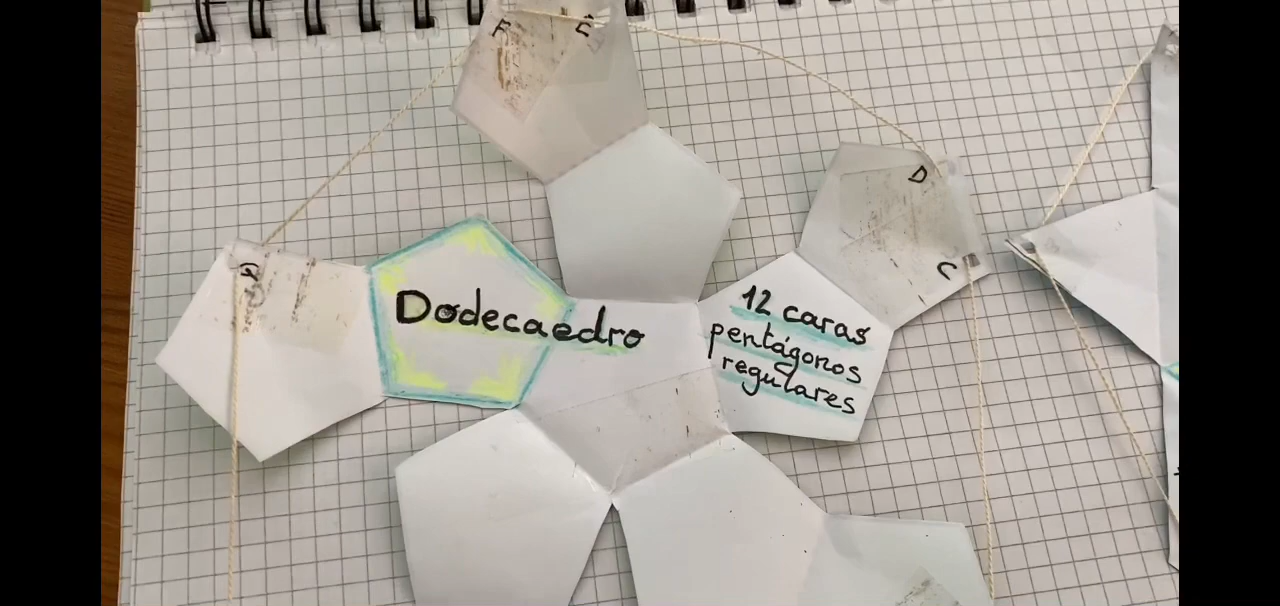 F E
D
C
G
Dodecaedro
12 caras
pentágonos
regulares